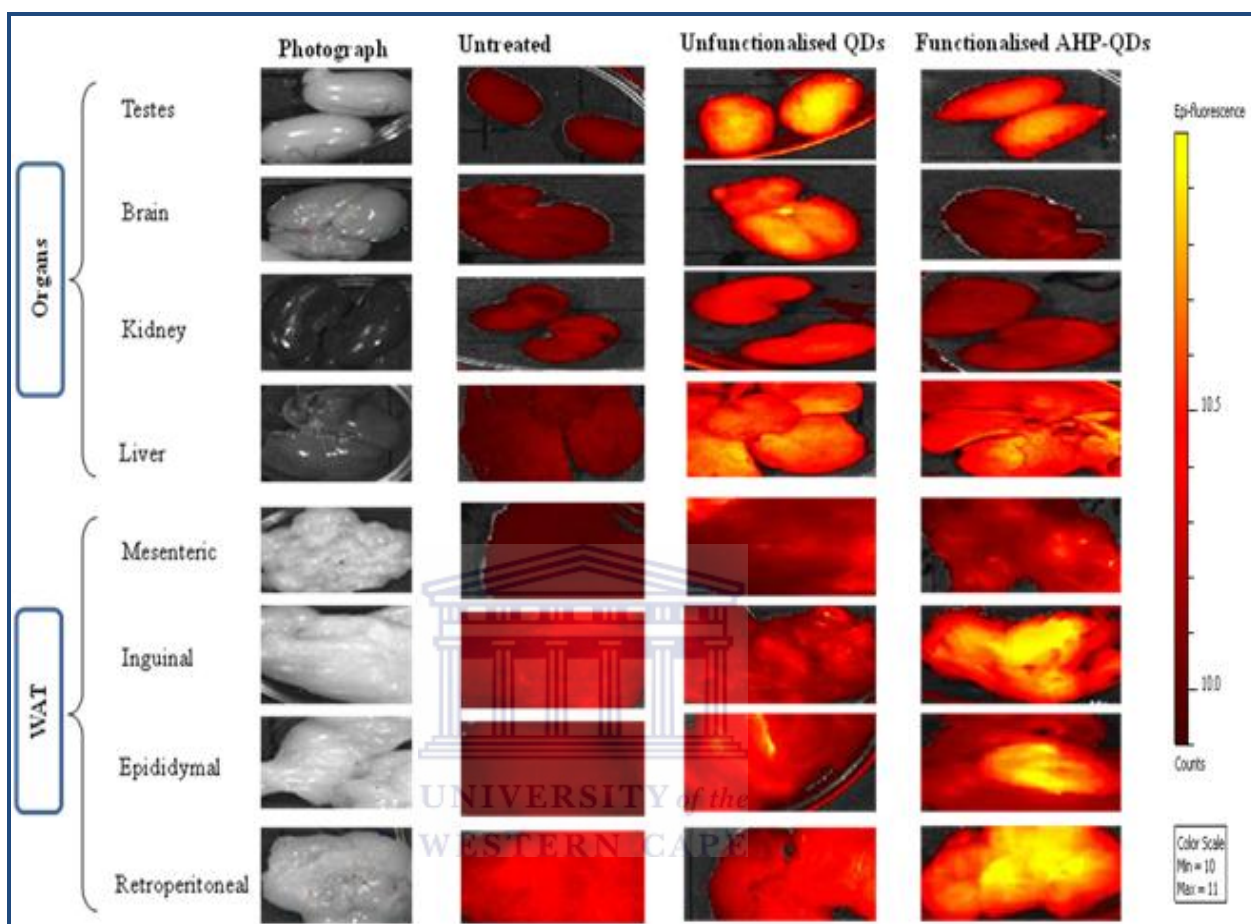 Photograph
Untreated
Unfunctionalised QDs
Functionalised AHP-QDs
Organs
Testes
Brain
Kidney
Liver
WAT
Mesenteric
Inguinal
Epididymal
Retroperitoneal
Epi-fluorescence
10.5
10.0
Counts
Color Scale
Min = 10
Max = 11
UNIVERSITY of the
WESTERN CAPE